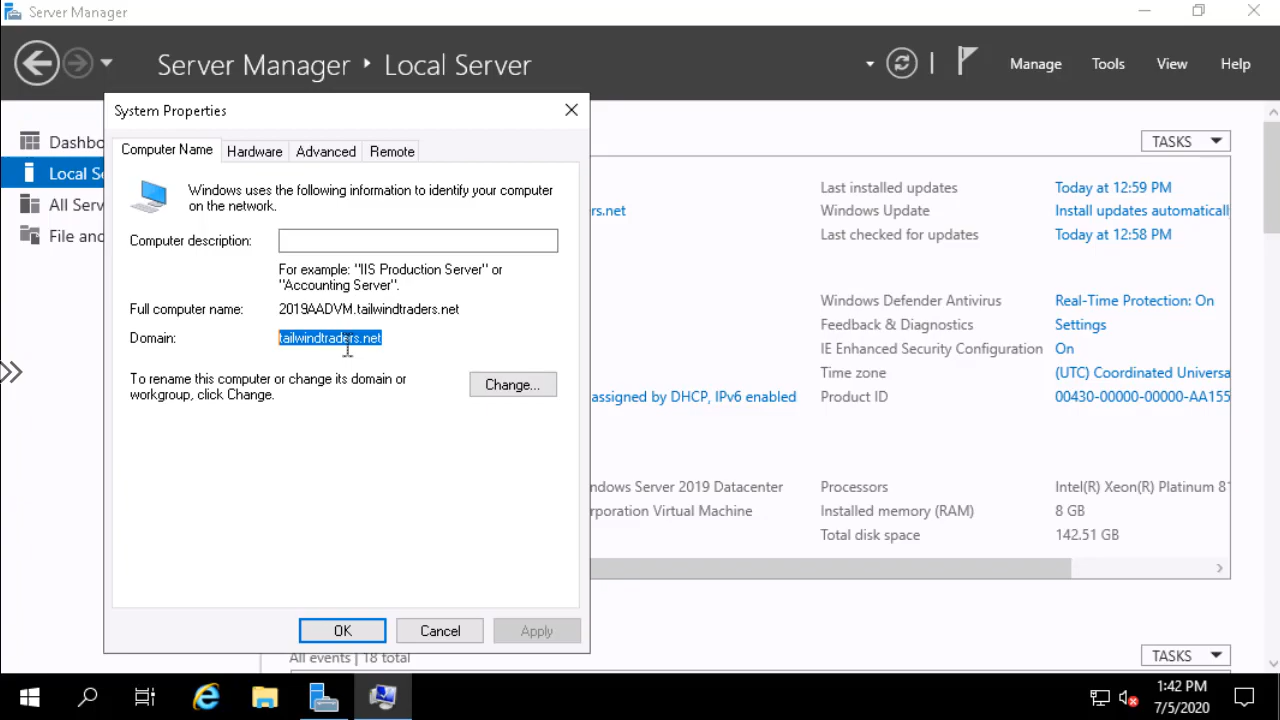 Server Manager
Server Manager ‣ Local Server
Manage Tools View Help
System Properties
Computer Name Hardware Advanced Remote
Windows uses the following information to identify your computer
on the network.
Computer description:
For example: "IIS Production Server" or
"Accounting Server".
Full computer name: 2019AADVM.tailwindtraders.net
Domain: tailwindtraders.net
To rename this computer or change its domain or
workgroup, click Change.
Change...
OK Cancel Apply
Dashbo
Local Se
All Serv
File and
TASKS
rs.net
Last installed updates Today at 12:59 PM
Windows Update Install updates automaticall
Last checked for updates Today at 12:58 PM
Windows Defender Antivirus Real-Time Protection: On
Feedback & Diagnostics Settings
IE Enhanced Security Configuration On
Time zone (UTC) Coordinated Universa
assigned by DHCP, IPv6 enabled Product ID 00430-00000-00000-AA155
ndows Server 2019 Datacenter Processors Intel(R) Xeon(R) Platinum 81
rporation Virtual Machine Installed memory (RAM) 8 GB
Total disk space 142.51 GB
All events | 18 total
TASKS
1:42 PM
7/5/2020